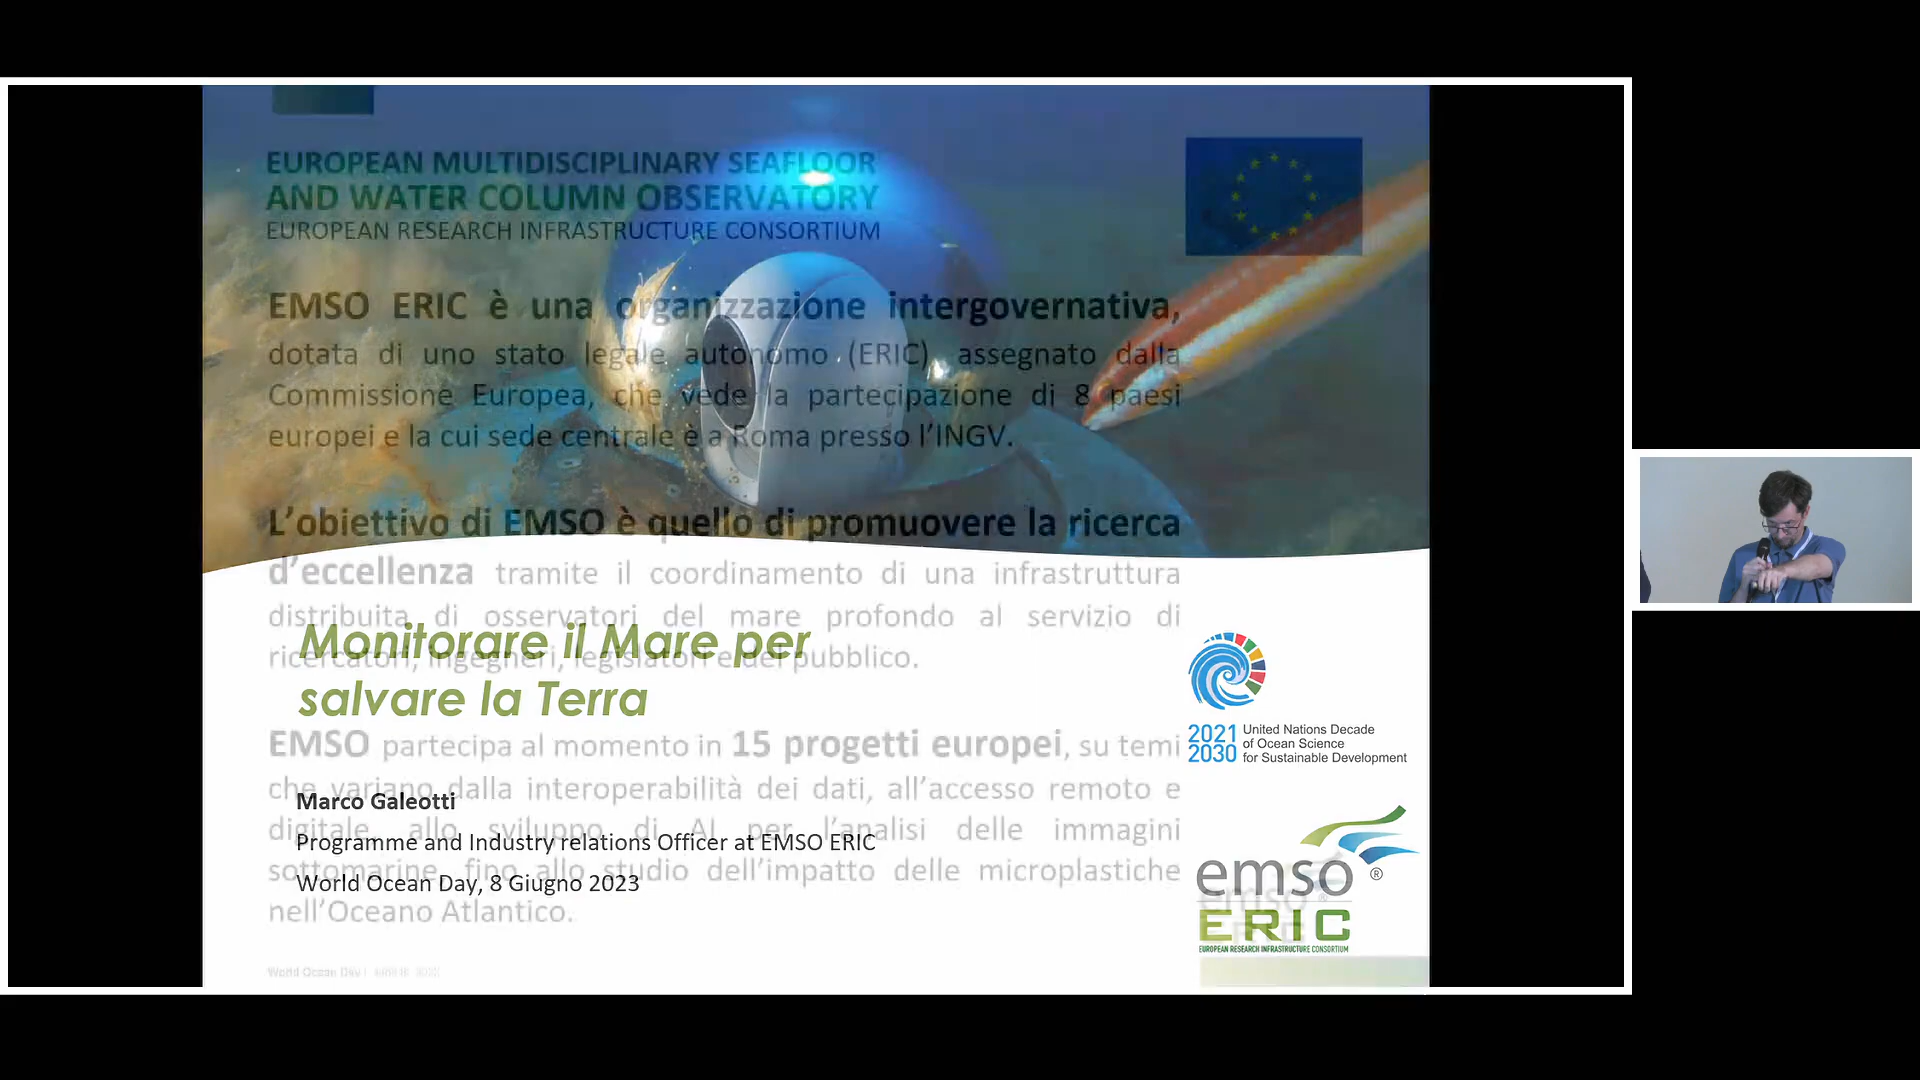 EUROPEAN MULTIDISCIPLINARY SEAFLOOR
AND WATER COLUMN OBSERVATORY
EUROPEAN RESEARCH INFRASTRUCTURE CONSORTIUM
EMSO ERIC è una organizzazione intergovernativa,
dotata di uno stato legale autonomo (ERIC) assegnato dalla
Commissione Europea, che vede la partecipazione di 8 paesi
europei e la cui sede centrale è a Roma presso l’INGV.
L’obiettivo di EMSO è quello di promuovere la ricerca
d’eccellenza tramite il coordinamento di una infrastruttura
distribuita di osservatori del mare profondo al servizio di
ricercatori, ingegneri, legislatori e del pubblico.
Monitorare il Mare per
salvare la Terra
EMSO partecipa al momento in 15 progetti europei, su temi
che variano dalla interoperabilità dei dati, all’accesso remoto e
digitale, allo sviluppo di AI per l’analisi delle immagini
sottomarine, fino allo studio dell’impatto delle microplastiche
nell’Oceano Atlantico.
Marco Galeotti
Programme and Industry relations Officer at EMSO ERIC
World Ocean Day, 8 Giugno 2023
2021
2030
United Nations Decade
of Ocean Science
for Sustainable Development
emso ®
ERIC
EUROPEAN RESEARCH INFRASTRUCTURE CONSORTIUM
World Ocean Day